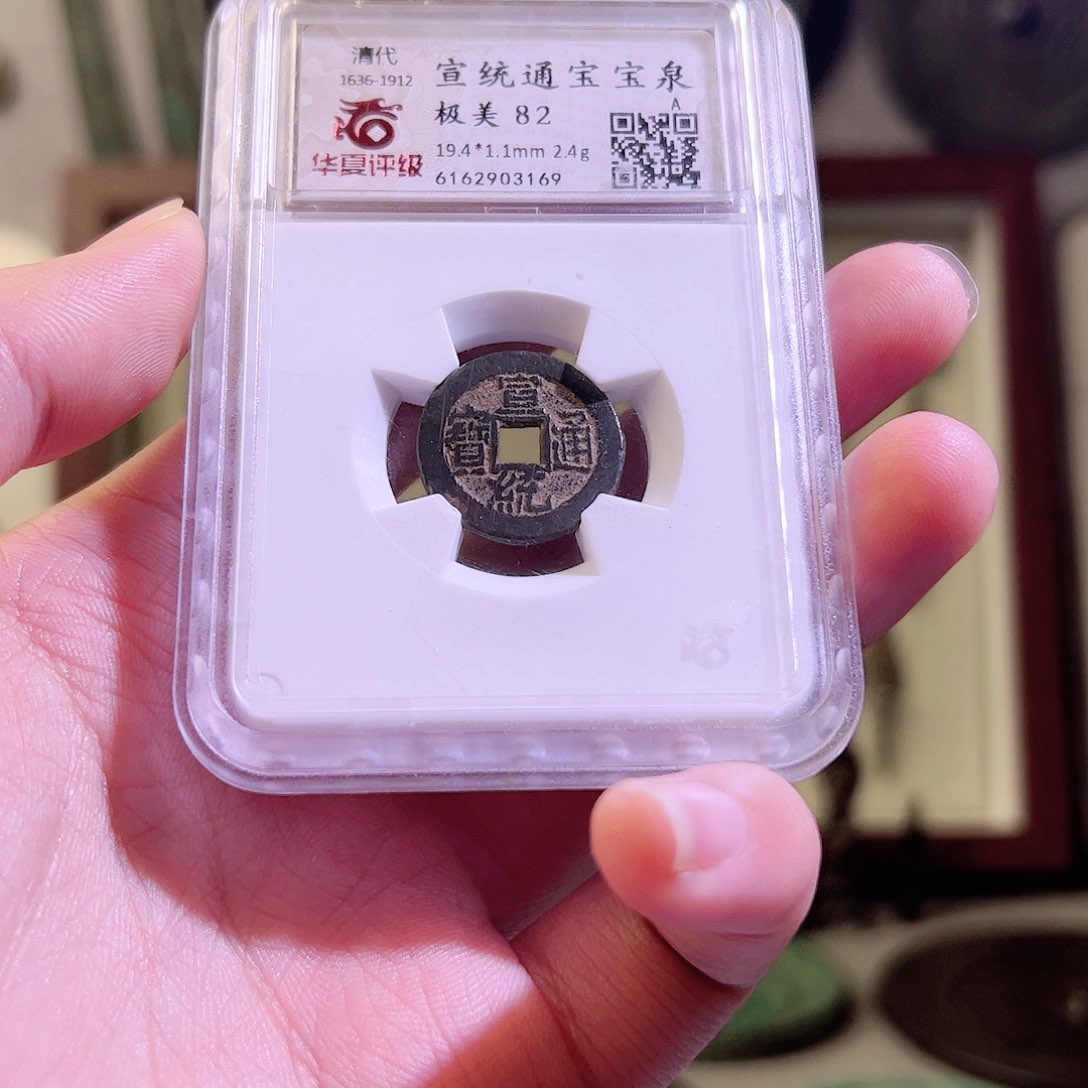 清代
1636-1912
华夏评级
宣统通宝宝泉
极美 82
A
19.4*1.1mm 2.4g
6162903169
宣
統
通
寶